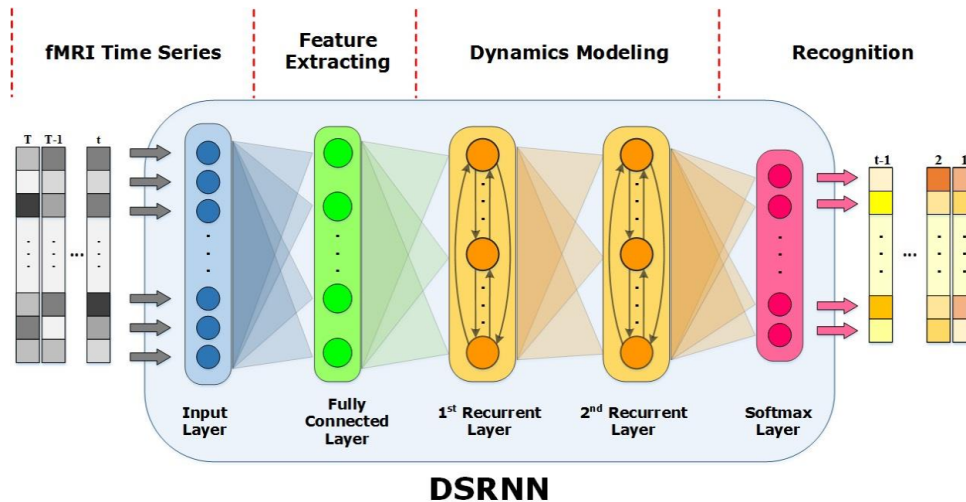 fMRI Time Series
Feature
Extracting
Dynamics Modeling
Recognition
T T-1 t
...
t-1 2 1
...
Input
Layer
Fully
Connected
Layer
1st Recurrent
Layer
2nd Recurrent
Layer
Softmax
Layer
DSRNN